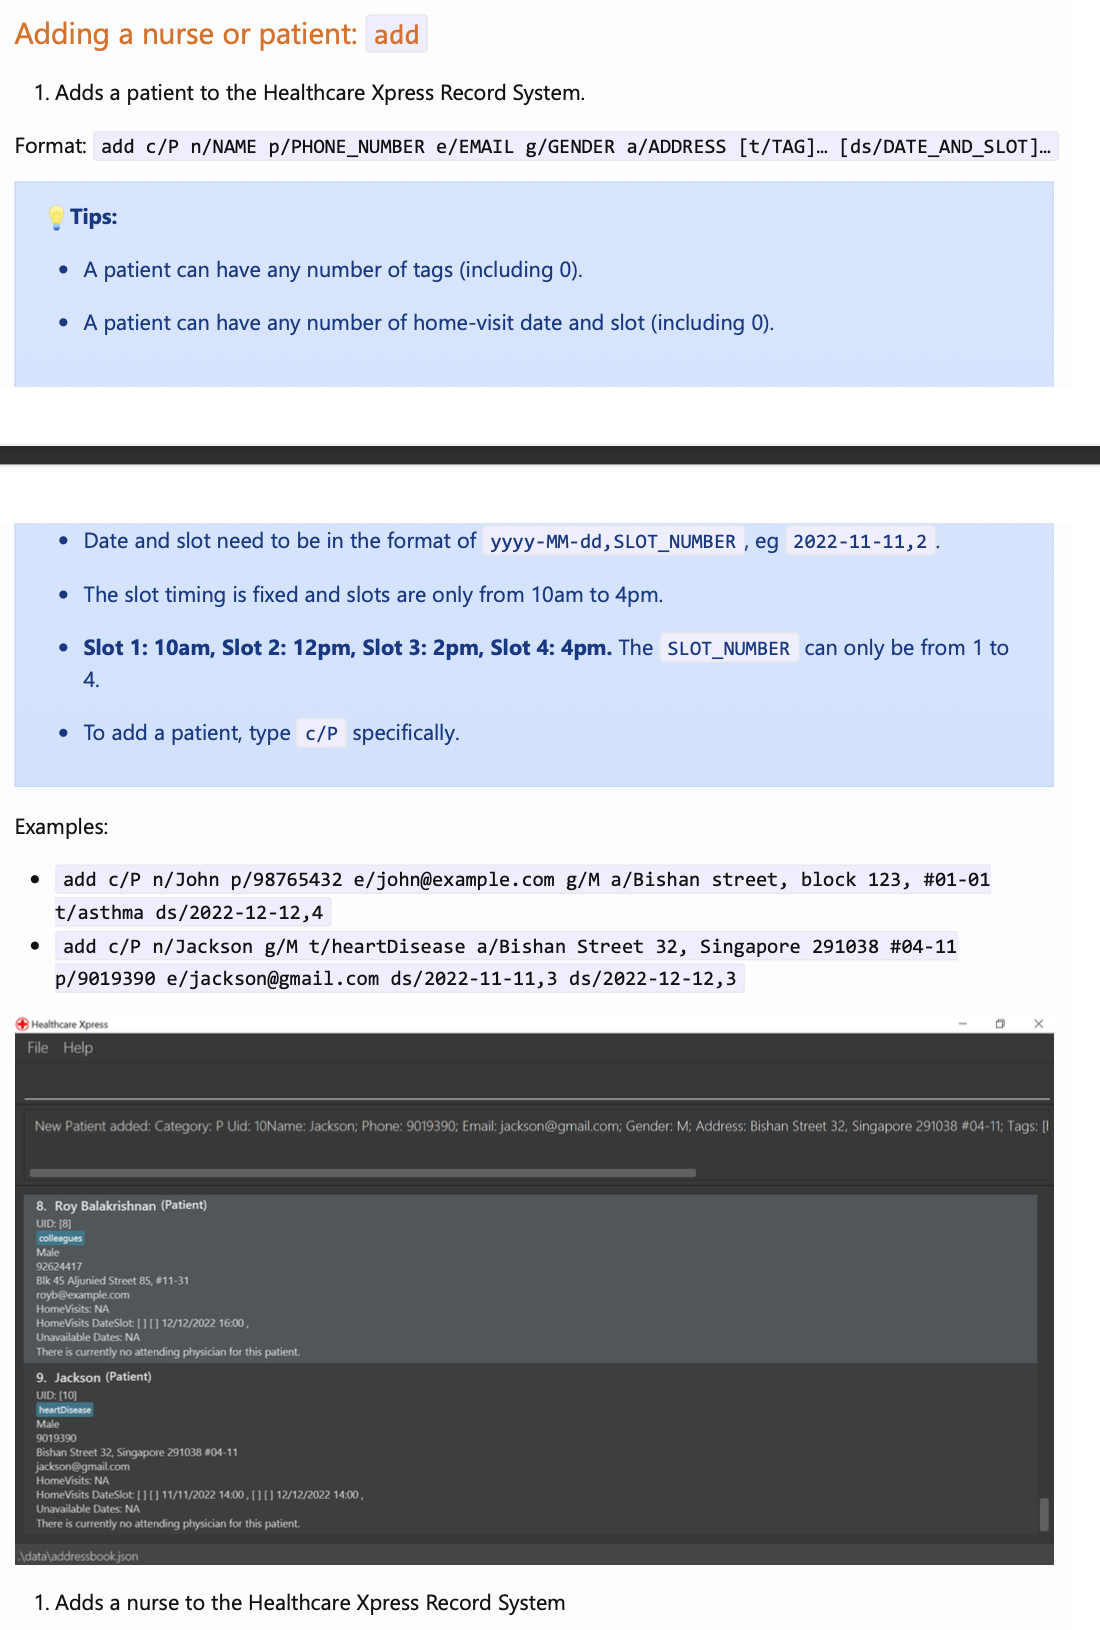 Adding a nurse or patient: add
1. Adds a patient to the Healthcare Xpress Record System.
Format: add c/P n/NAME p/PHONE_NUMBER e/EMAIL g/GENDER a/ADDRESS [t/TAG]… [ds/DATE_AND_SLOT]…
💡 Tips:
• A patient can have any number of tags (including 0).
• A patient can have any number of home-visit date and slot (including 0).
• Date and slot need to be in the format of yyyy-MM-dd,SLOT_NUMBER , eg 2022-11-11,2 .
• The slot timing is fixed and slots are only from 10am to 4pm.
• Slot 1: 10am, Slot 2: 12pm, Slot 3: 2pm, Slot 4: 4pm. The SLOT_NUMBER can only be from 1 to
4.
• To add a patient, type c/P specifically.
Examples:
• add c/P n/John p/98765432 e/john@example.com g/M a/Bishan street, block 123, #01-01
t/asthma ds/2022-12-12,4
• add c/P n/Jackson g/M t/heartDisease a/Bishan Street 32, Singapore 291038 #04-11
p/9019390 e/jackson@gmail.com ds/2022-11-11,3 ds/2022-12-12,3
Healthcare Xpress
File Help
New Patient added: Category: P Uid: 10Name: Jackson; Phone: 9019390; Email: jackson@gmail.com; Gender: M; Address: Bishan Street 32, Singapore 291038 #04-11; Tags: [
8. Roy Balakrishnan (Patient)
UID: [8]
colleagues
Male
92624417
Blk 45 Aljunied Street 85, #11-31
royb@example.com
HomeVisits: NA
HomeVisits DateSlot: [ ] [ ] 12/12/2022 16:00 ,
Unavailable Dates: NA
There is currently no attending physician for this patient.
9. Jackson (Patient)
UID: [10]
heartDisease
Male
9019390
Bishan Street 32, Singapore 291038 #04-11
jackson@gmail.com
HomeVisits: NA
HomeVisits DateSlot: [ ] [ ] 11/11/2022 14:00 , [ ] [ ] 12/12/2022 14:00 ,
Unavailable Dates: NA
There is currently no attending physician for this patient.
.\data\addressbook.json
1. Adds a nurse to the Healthcare Xpress Record System